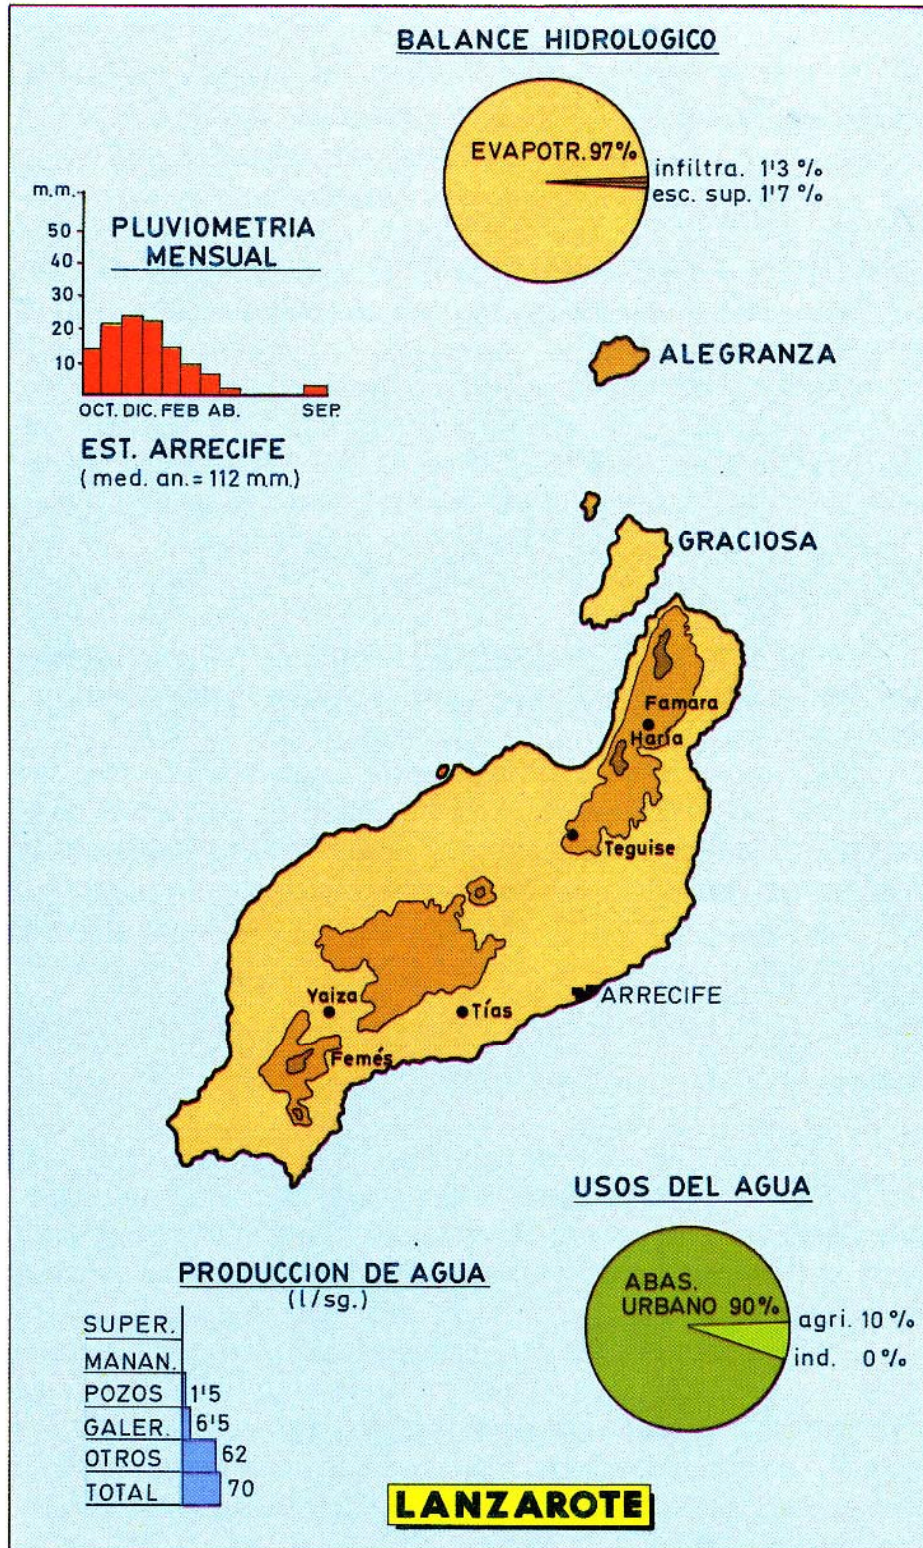 BALANCE HIDROLOGICO
EVAPOTR. 97%
infiltra. 1'3 %
esc. sup. 1'7 %
m.m.
50
40
30
20
10
PLUVIOMETRIA
MENSUAL
OCT. DIC. FEB AB. SEP.
EST. ARRECIFE
(med. an. = 112 m.m.)
ALEGRANZA
GRACIOSA
Famara
Haría
Teguise
ARRECIFE
Yaiza
Tías
Femés
USOS DEL AGUA
ABAS.
URBANO 90%
agri. 10 %
ind. 0 %
PRODUCCION DE AGUA
(l/sg.)
SUPER.
MANAN.
POZOS 1'5
GALER. 6'5
OTROS 62
TOTAL 70
LANZAROTE